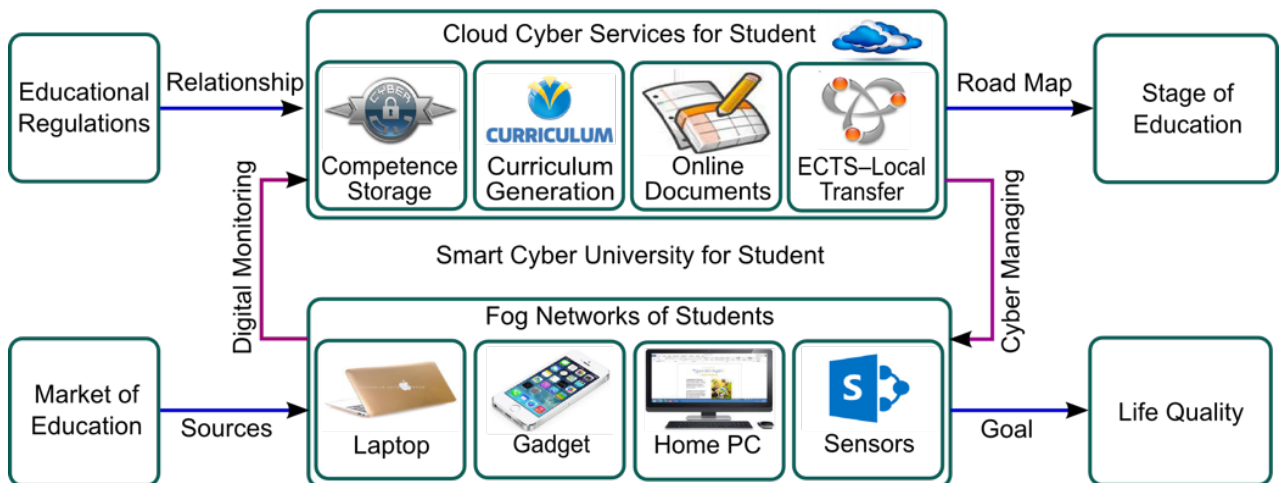 Cloud Cyber Services for Student
Educational
Regulations
Relationship
CYBER
CURRICULUM
Competence
Storage
Curriculum
Generation
Online
Documents
ECTS–Local
Transfer
Road Map
Stage of
Education
Digital Monitoring
Smart Cyber University for Student
Cyber Managing
Fog Networks of Students
Market of
Education
Sources
Laptop
Gadget
Home PC
S
Sensors
Goal
Life Quality